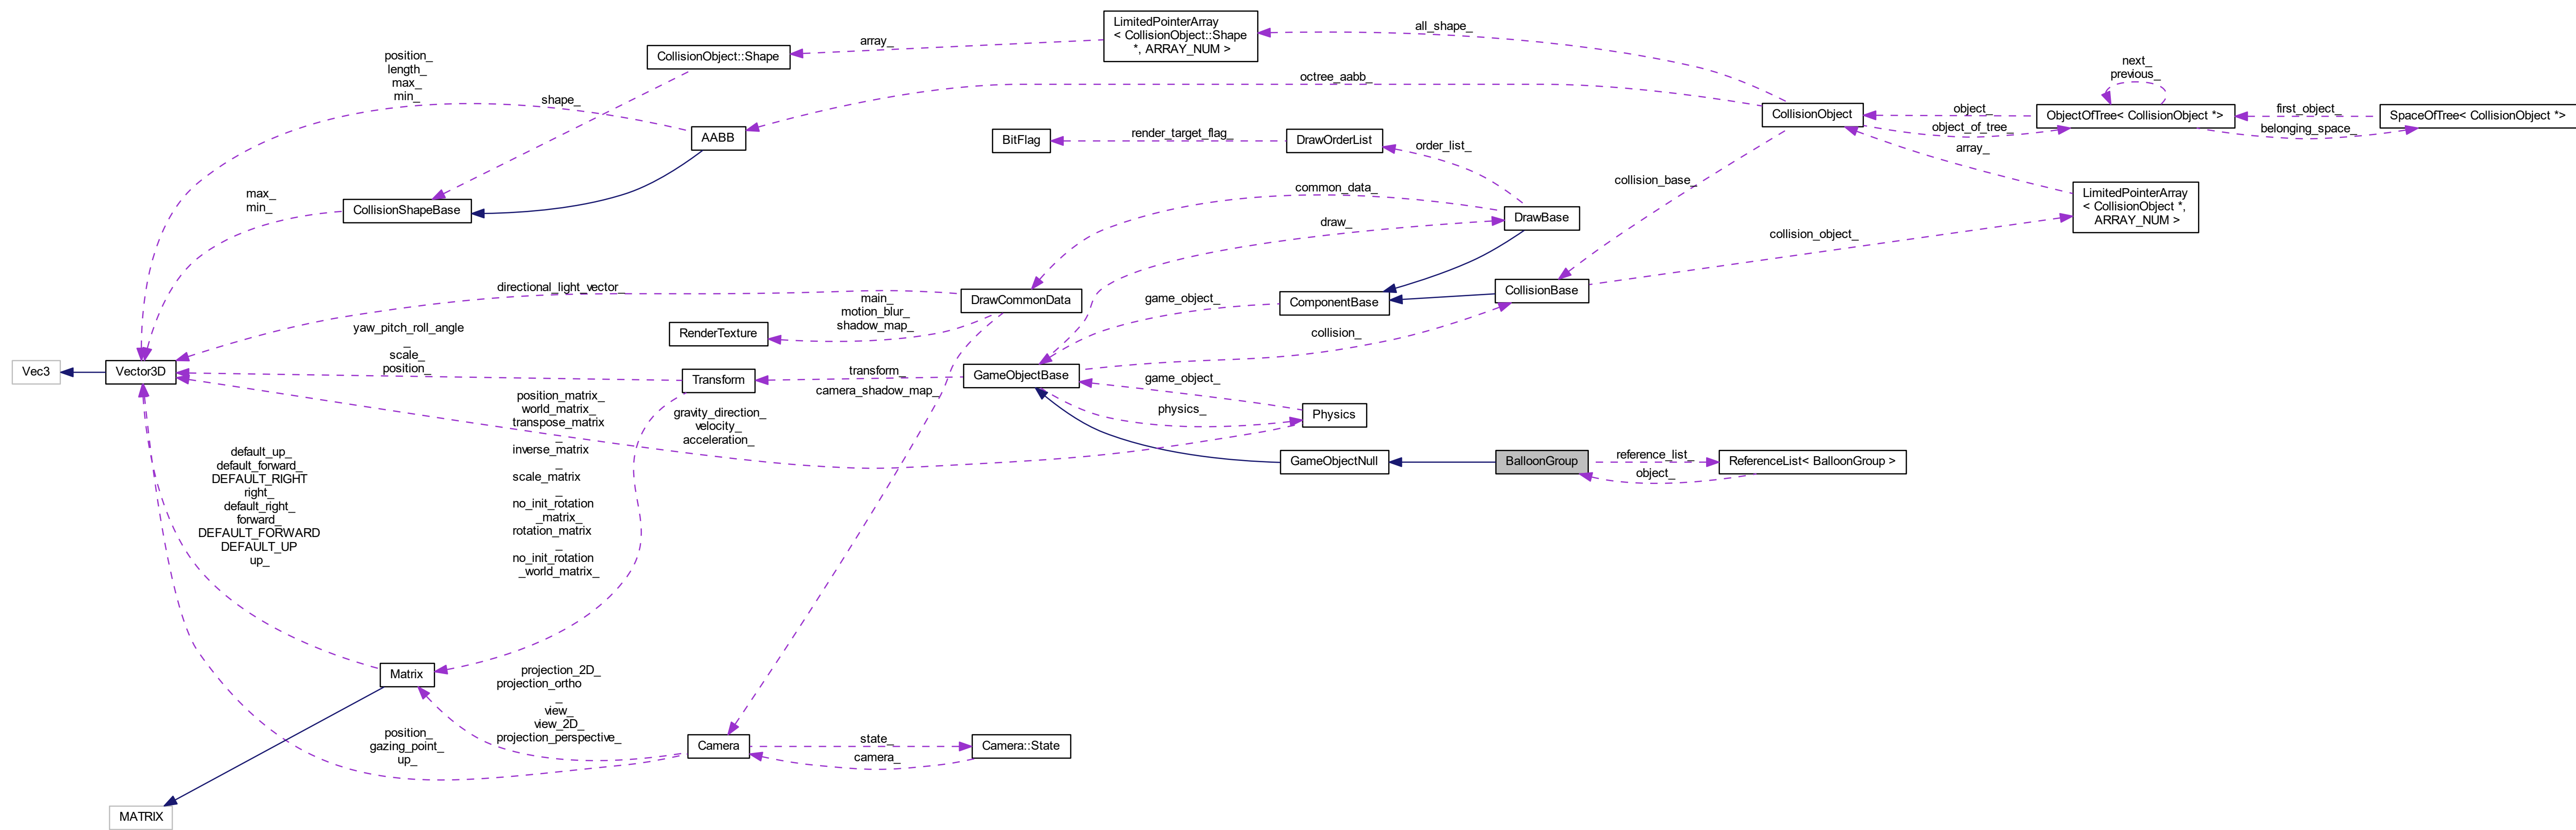 LimitedPointerArray
< CollisionObject::Shape
*, ARRAY_NUM >
all_shape_
array_
CollisionObject::Shape
position_
length_
max_
min_
octree_aabb_
next_
previous_
shape_
CollisionObject
object_
object_of_tree_
ObjectOfTree< CollisionObject *>
first_object_
belonging_space_
SpaceOfTree< CollisionObject *>
AABB
BitFlag
render_target_flag_
DrawOrderList
order_list_
array_
collision_base_
LimitedPointerArray
< CollisionObject *,
ARRAY_NUM >
max_
min_
CollisionShapeBase
common_data_
draw_
DrawBase
collision_object_
directional_light_vector_
DrawCommonData
main_
motion_blur_
shadow_map_
RenderTexture
game_object_
ComponentBase
CollisionBase
collision_
yaw_pitch_roll_angle
_
scale_
position_
Vec3
Vector3D
Transform
transform_
GameObjectBase
camera_shadow_map_
game_object_
physics_
Physics
position_matrix_
world_matrix_
transpose_matrix
_
inverse_matrix
_
scale_matrix
_
no_init_rotation
_matrix_
rotation_matrix
_
no_init_rotation
_world_matrix_
gravity_direction_
velocity_
acceleration_
default_up_
default_forward_
DEFAULT_RIGHT
right_
default_right_
forward_
DEFAULT_FORWARD
DEFAULT_UP
up_
GameObjectNull
BalloonGroup
reference_list_
object_
ReferenceList< BalloonGroup >
Matrix
projection_2D_
projection_ortho
_
view_
view_2D_
projection_perspective_
position_
gazing_point_
up_
Camera
state_
camera_
Camera::State
MATRIX